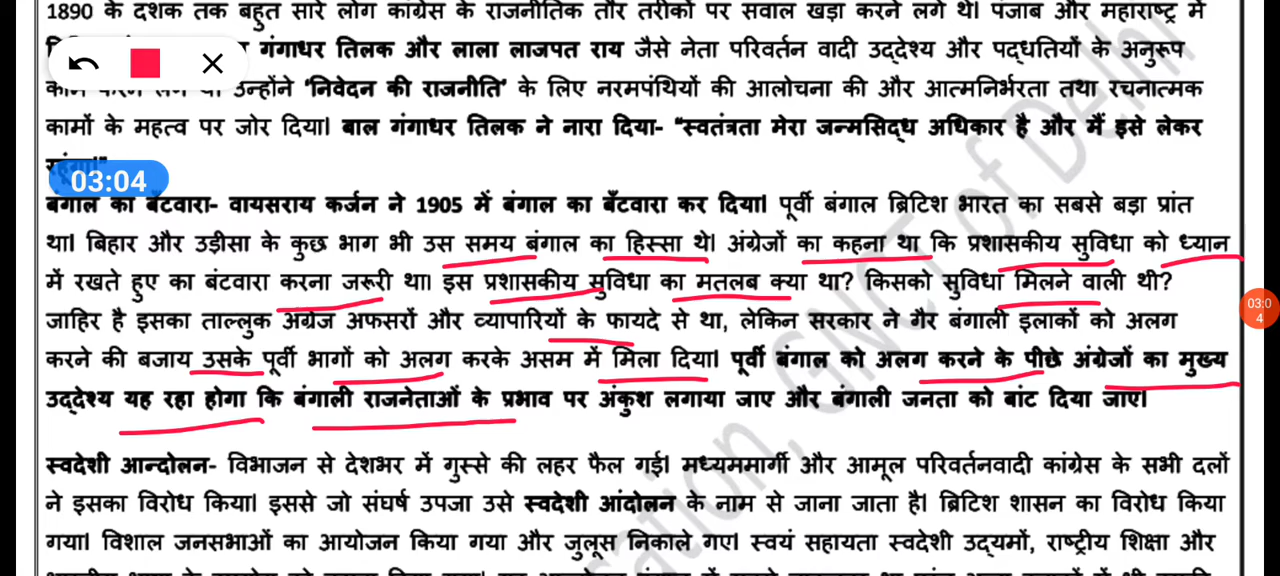 1890 के दशक तक बहुत सारे लोग कांग्रेस के राजनीतिक तौर तरीकों पर सवाल खड़ा करने लगे थे। पंजाब और महाराष्ट्र में
गंगाधर तिलक और लाला लाजपत राय जैसे नेता परिवर्तन वादी उद्देश्य और पद्धतियों के अनुरूप
उन्होंने 'निवेदन की राजनीति' के लिए नरमपंथियों की आलोचना की और आत्मनिर्भरता तथा रचनात्मक
कामों के महत्व पर जोर दिया। बाल गंगाधर तिलक ने नारा दिया- "स्वतंत्रता मेरा जन्मसिद्ध अधिकार है और मैं इसे लेकर
रहूंगा।"
03:04
बंगाल का बँटवारा- वायसराय कर्जन ने 1905 में बंगाल का बँटवारा कर दिया। पूर्वी बंगाल ब्रिटिश भारत का सबसे बड़ा प्रांत
था। बिहार और उड़ीसा के कुछ भाग भी उस समय बंगाल का हिस्सा थे। अंग्रेजों का कहना था कि प्रशासकीय सुविधा को ध्यान
में रखते हुए का बंटवारा करना जरूरी था। इस प्रशासकीय सुविधा का मतलब क्या था? किसको सुविधा मिलने वाली थी?
03:0
4
जाहिर है इसका ताल्लुक अंग्रेज अफसरों और व्यापारियों के फायदे से था, लेकिन सरकार ने गैर बंगाली इलाकों को अलग
करने की बजाय उसके पूर्वी भागों को अलग करके असम में मिला दिया। पूर्वी बंगाल को अलग करने के पीछे अंग्रेजों का मुख्य
उद्देश्य यह रहा होगा कि बंगाली राजनेताओं के प्रभाव पर अंकुश लगाया जाए और बंगाली जनता को बांट दिया जाए।
स्वदेशी आन्दोलन- विभाजन से देशभर में गुस्से की लहर फैल गई। मध्यममार्गी और आमूल परिवर्तनवादी कांग्रेस के सभी दलों
ने इसका विरोध किया। इससे जो संघर्ष उपजा उसे स्वदेशी आंदोलन के नाम से जाना जाता है। ब्रिटिश शासन का विरोध किया
गया। विशाल जनसभाओं का आयोजन किया गया और जुलूस निकाले गए। स्वयं सहायता स्वदेशी उद्यमों, राष्ट्रीय शिक्षा और
GNCT of Delhi